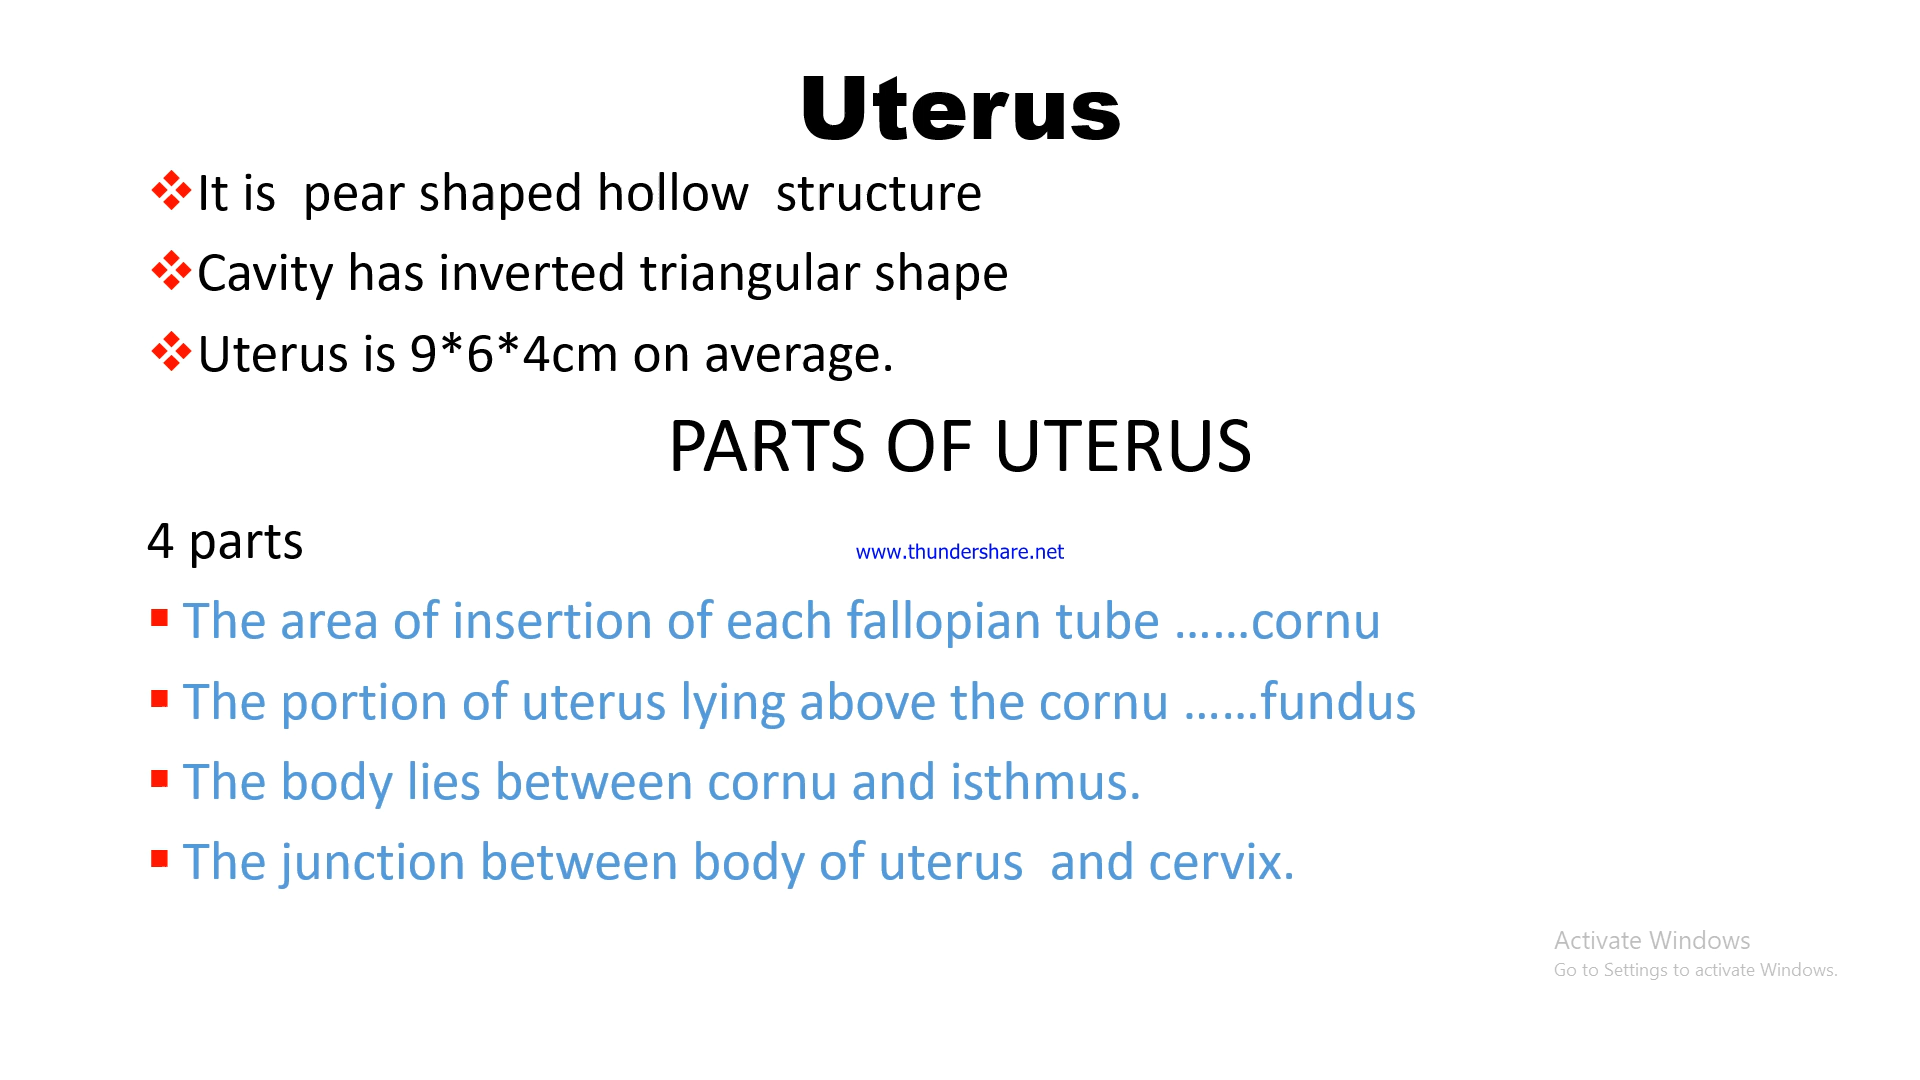 Uterus
❖It is  pear shaped hollow  structure
❖Cavity has inverted triangular shape
❖Uterus is 9*6*4cm on average.
PARTS OF UTERUS
4 parts
www.thundershare.net
▪ The area of insertion of each fallopian tube ……cornu
▪ The portion of uterus lying above the cornu ……fundus
▪ The body lies between cornu and isthmus.
▪ The junction between body of uterus  and cervix.
Activate Windows
Go to Settings to activate Windows.